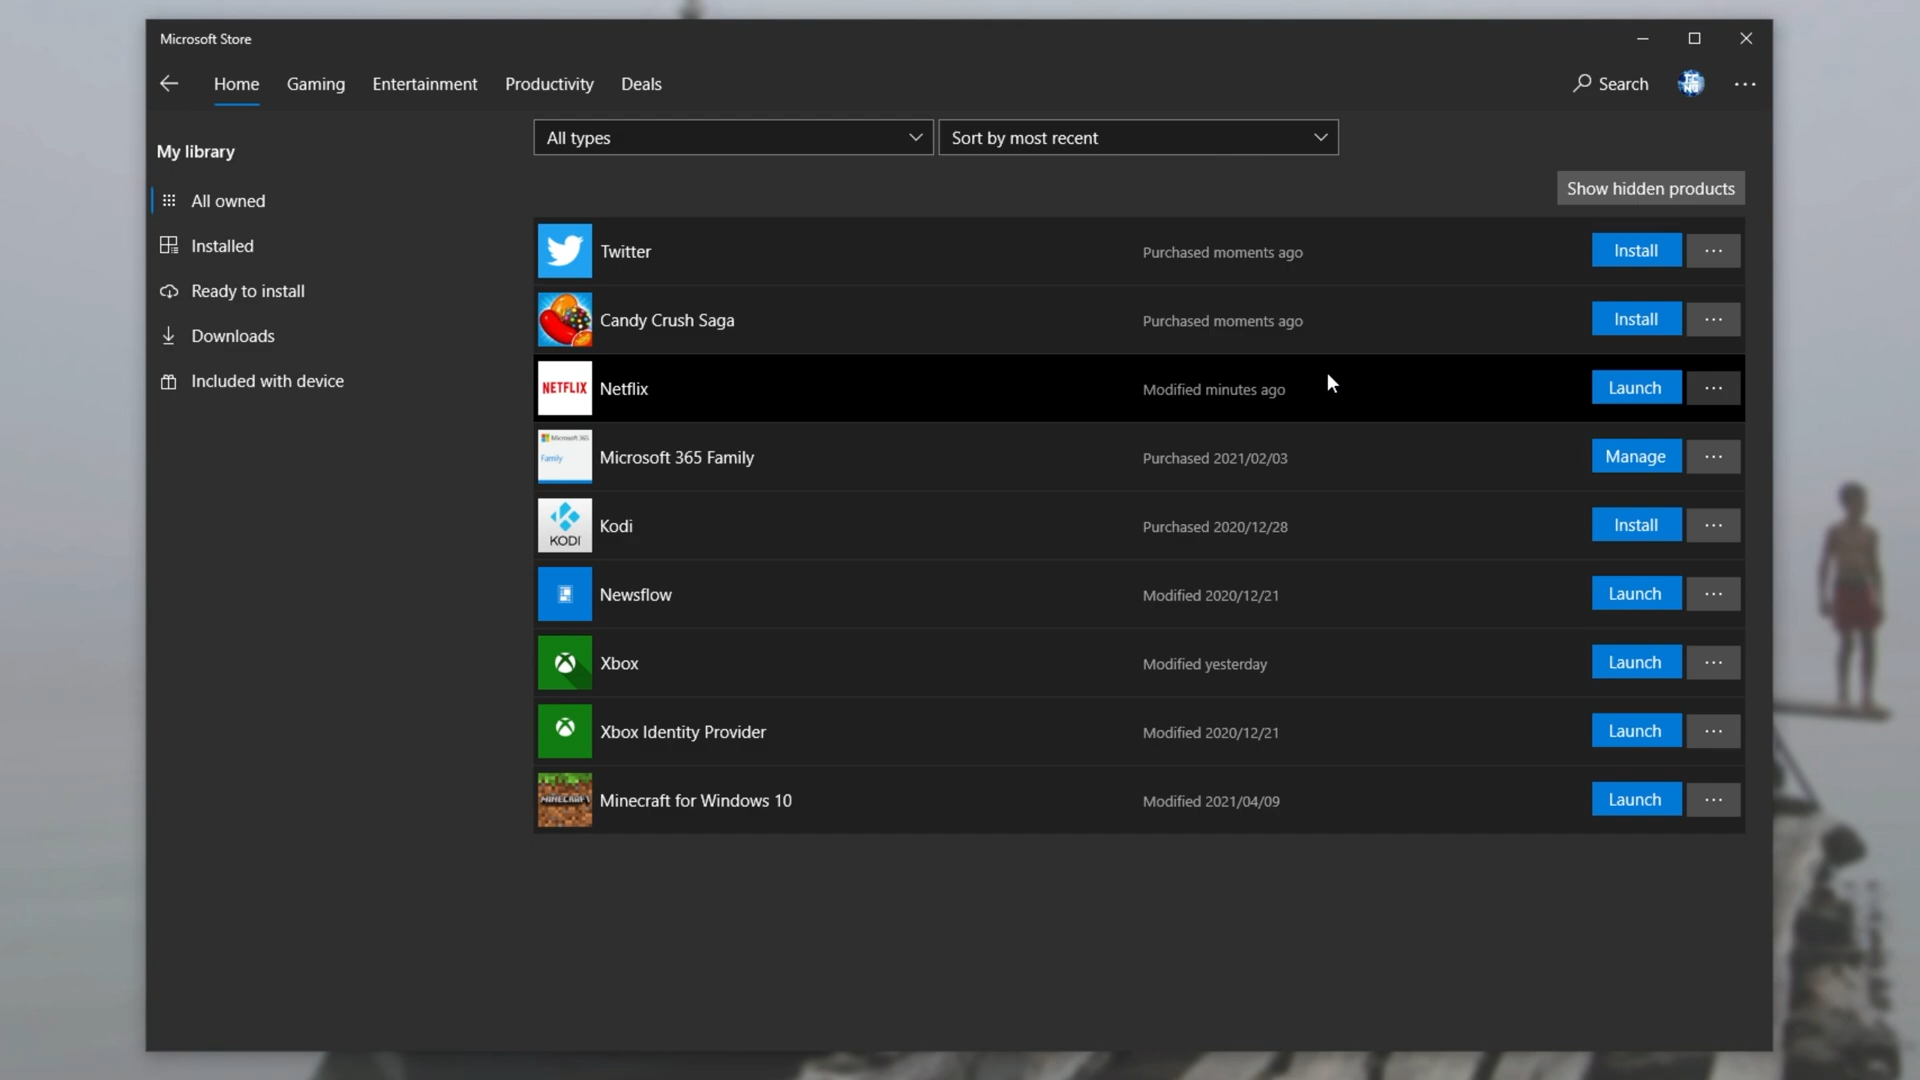 Microsoft Store
Home Gaming Entertainment Productivity Deals Search
My library
All types Sort by most recent
Show hidden products
All owned
Installed
Ready to install
Downloads
Included with device
Twitter Purchased moments ago Install
Candy Crush Saga Purchased moments ago Install
NETFLIX Netflix Modified minutes ago Launch
Microsoft 365
Family
Microsoft 365 Family Purchased 2021/02/03 Manage
KODI Kodi Purchased 2020/12/28 Install
Newsflow Modified 2020/12/21 Launch
Xbox Modified yesterday Launch
Xbox Identity Provider Modified 2020/12/21 Launch
MINECRAFT Minecraft for Windows 10 Modified 2021/04/09 Launch